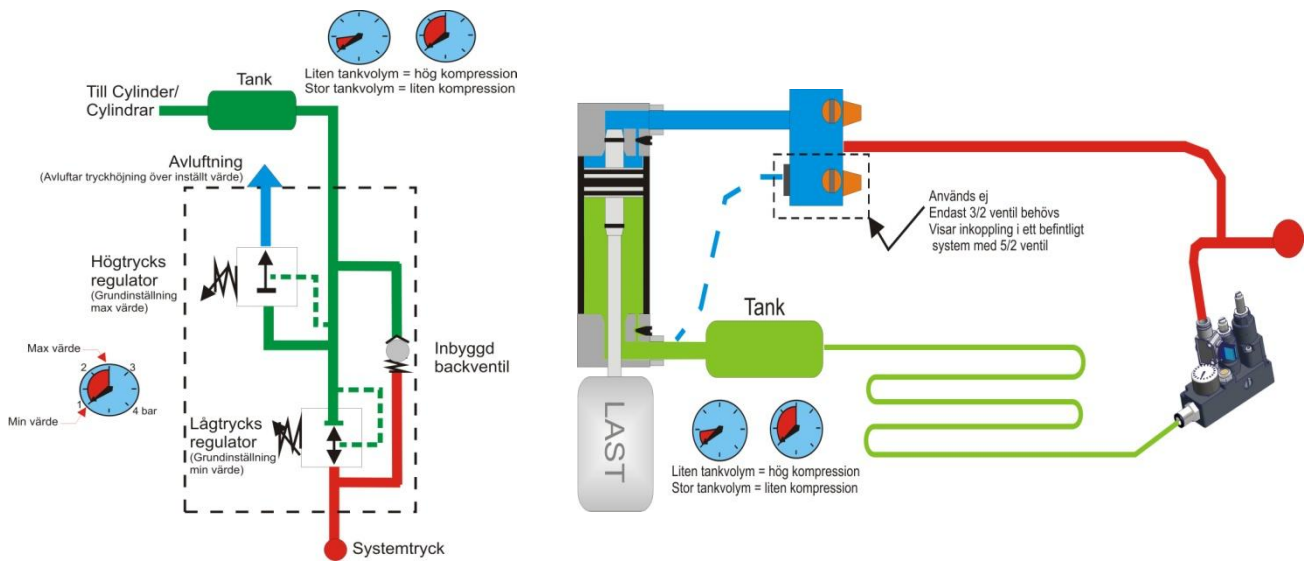 Liten tankvolym = hög kompression
Stor tankvolym = liten kompression
Tank
Till Cylinder/
Cylindrar
Avluftning
(Avluftar tryckhöjning över inställt värde)
Högtrycks
regulator
(Grundinställning
max värde)
Max värde
2
3
1
4 bar
Min värde
Inbyggd
backventil
Lågtrycks
regulator
(Grundinställning
min värde)
Systemtryck
Används ej
Endast 3/2 ventil behövs
Visar inkoppling i ett befintligt
system med 5/2 ventil
Tank
LAST
Liten tankvolym = hög kompression
Stor tankvolym = liten kompression